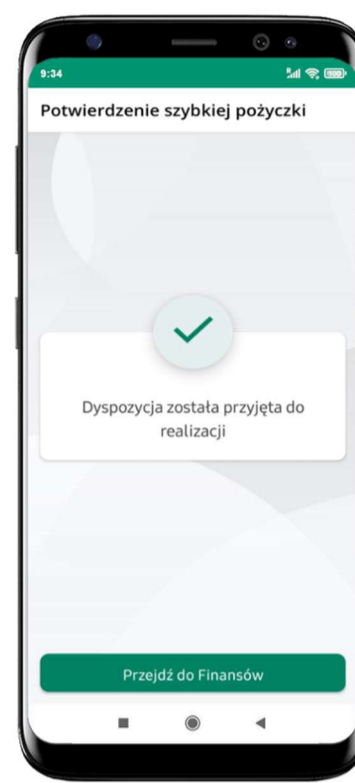 9:34
Potwierdzenie szybkiej pożyczki
Dyspozycja została przyjęta do
realizacji
Przejdź do Finansów